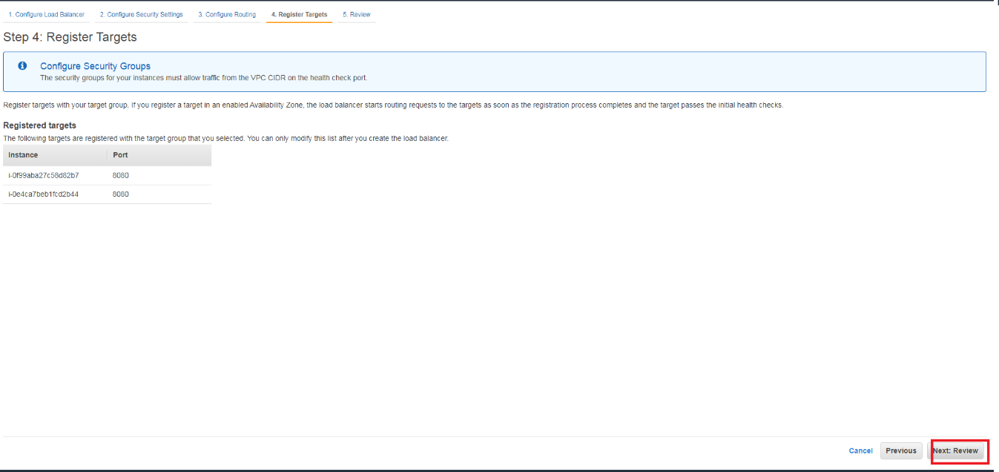 1. Configure Load Balancer 2. Configure Security Settings 3. Configure Routing 4. Register Targets 5. Review
Step 4: Register Targets
Configure Security Groups
The security groups for your instances must allow traffic from the VPC CIDR on the health check port.
Register targets with your target group. If you register a target in an enabled Availability Zone, the load balancer starts routing requests to the targets as soon as the registration process completes and the target passes the initial health checks.
Registered targets
The following targets are registered with the target group that you selected. You can only modify this list after you create the load balancer.
Instance Port
i-0f99aba27c58d82b7 8080
i-0e4ca7beb1fcd2b44 8080
Cancel Previous Next: Review